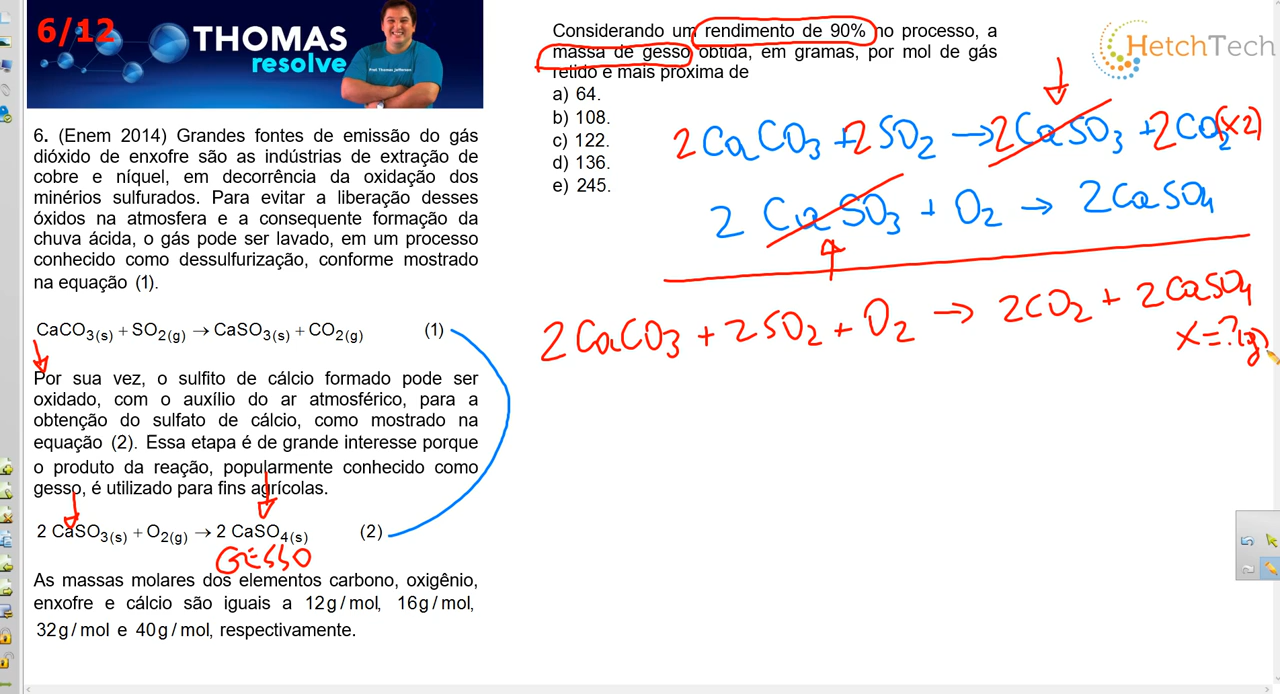 6/12
THOMAS
resolve
Prof. Thomas Jefferson
6. (Enem 2014) Grandes fontes de emissão do gás
dióxido de enxofre são as indústrias de extração de
cobre e níquel, em decorrência da oxidação dos
minérios sulfurados. Para evitar a liberação desses
óxidos na atmosfera e a consequente formação da
chuva ácida, o gás pode ser lavado, em um processo
conhecido como dessulfurização, conforme mostrado
na equação (1).
CaCO3(s) + SO2(g) → CaSO3(s) + CO2(g) (1)
Por sua vez, o sulfito de cálcio formado pode ser
oxidado, com o auxílio do ar atmosférico, para a
obtenção do sulfato de cálcio, como mostrado na
equação (2). Essa etapa é de grande interesse porque
o produto da reação, popularmente conhecido como
gesso, é utilizado para fins agrícolas.
2 CaSO3(s) + O2(g) → 2 CaSO4(s) (2)
GESSO
As massas molares dos elementos carbono, oxigênio,
enxofre e cálcio são iguais a 12 g/mol, 16 g/mol,
32 g/mol e 40 g/mol, respectivamente.
Considerando um rendimento de 90% no processo, a
massa de gesso obtida, em gramas, por mol de gás
retido é mais próxima de
a) 64.
b) 108.
c) 122.
d) 136.
e) 245.
HetchTech
2CaCO3 + 2SO2 → 2CaSO3 + 2CO2 (x2)
2 CaSO3 + O2 → 2CaSO4
2CaCO3 + 2SO2 + O2 → 2CO2 + 2CaSO4
x = ? (g)